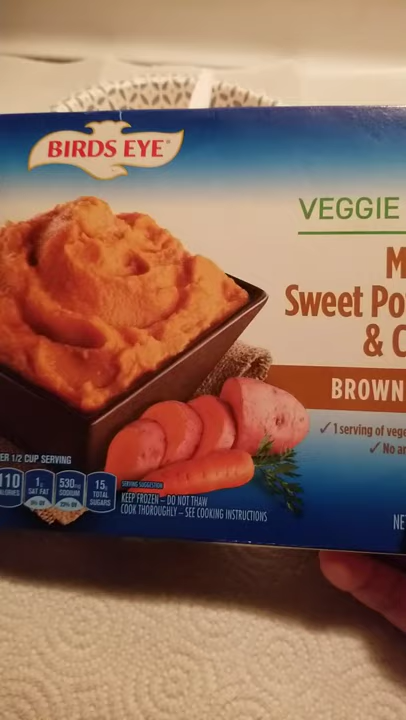 BIRDS EYE®
VEGGIE
M
Sweet Po
& C
BROWN
✓1 serving of vege
✓No ar
ER 1/2 CUP SERVING
110
CALORIES
1g
SAT FAT
530mg
SODIUM
15g
TOTAL
SUGARS
SERVING SUGGESTION
KEEP FROZEN – DO NOT THAW
COOK THOROUGHLY – SEE COOKING INSTRUCTIONS
NE